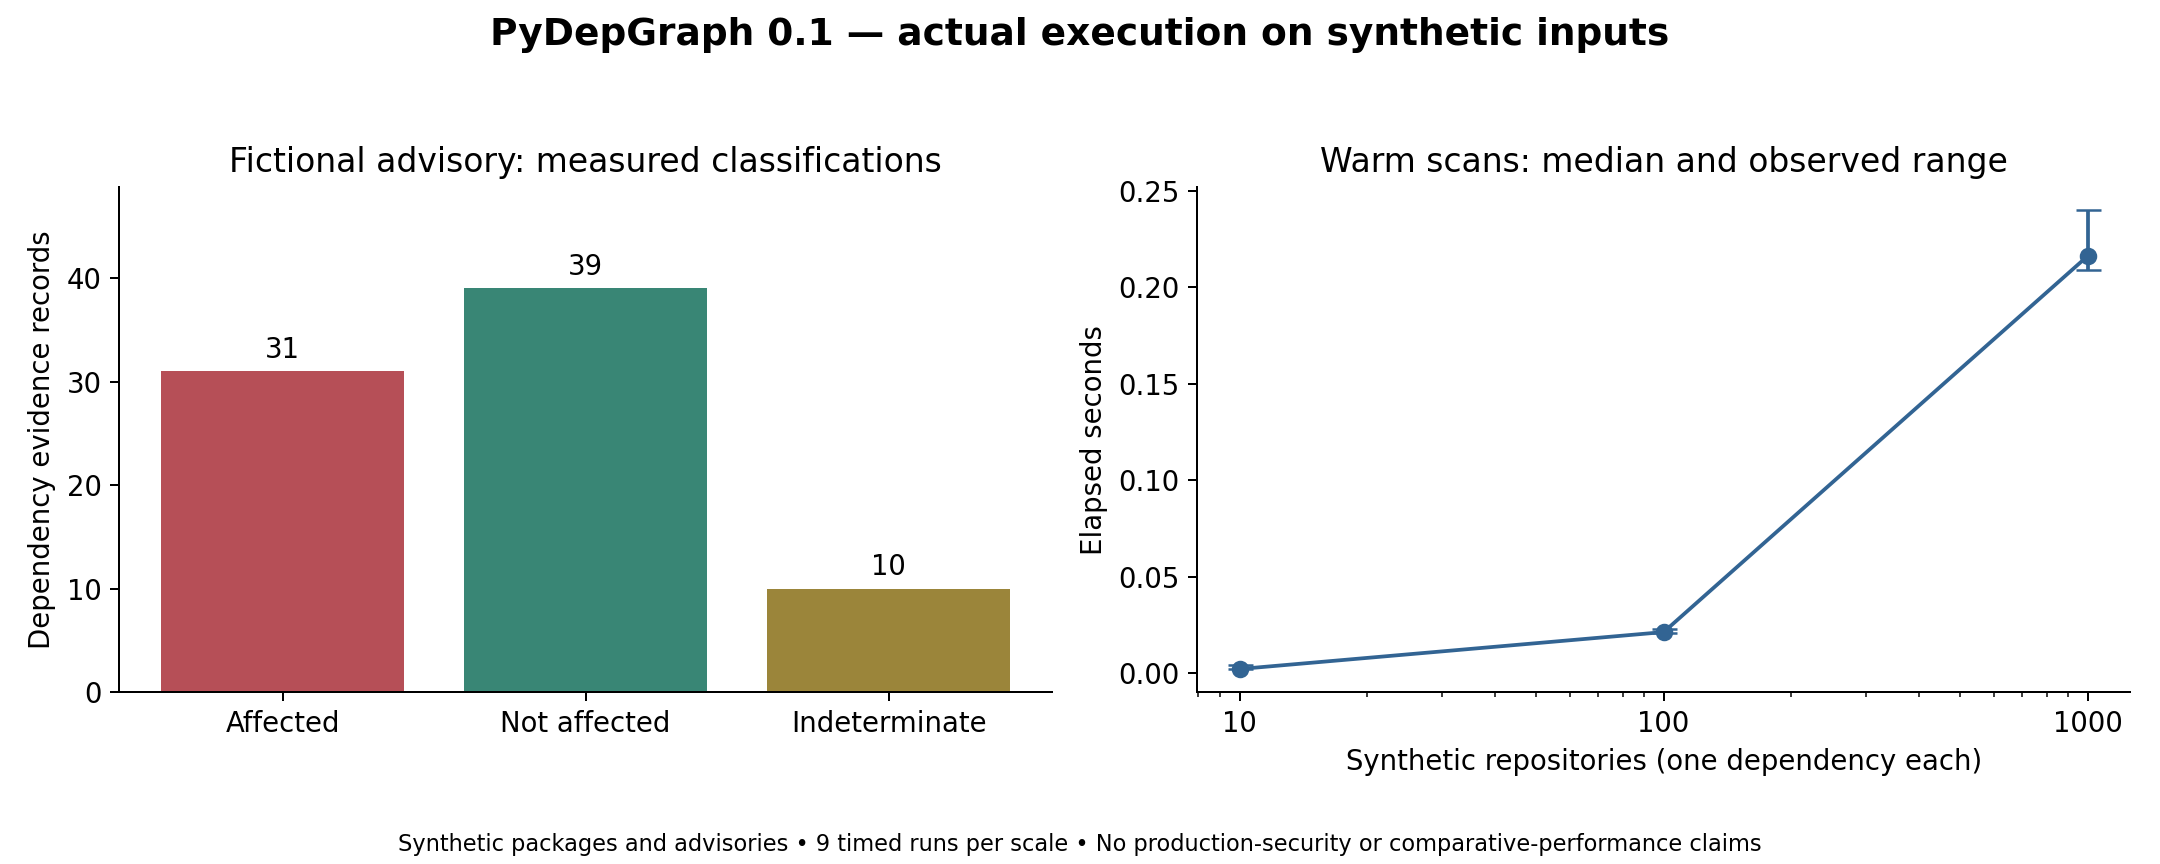 PyDepGraph 0.1 — actual execution on synthetic inputs
Fictional advisory: measured classifications
Dependency evidence records
40
30
20
10
0
31
39
10
Affected
Not affected
Indeterminate
Warm scans: median and observed range
Elapsed seconds
0.25
0.20
0.15
0.10
0.05
0.00
10
100
1000
Synthetic repositories (one dependency each)
Synthetic packages and advisories • 9 timed runs per scale • No production-security or comparative-performance claims